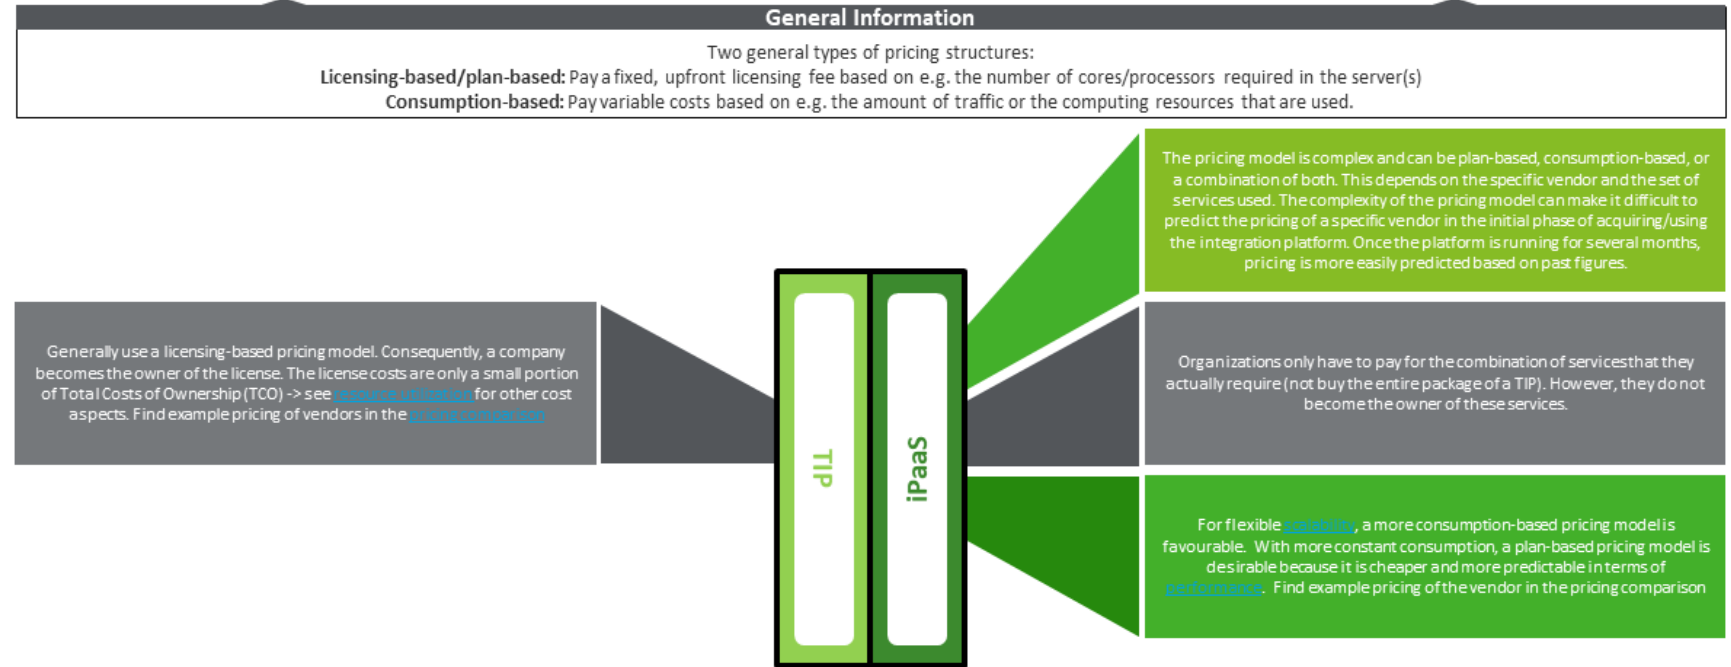 General Information
Two general types of pricing structures:
Licensing-based/plan-based: Pay a fixed, upfront licensing fee based on e.g. the number of cores/processors required in the server(s)
Consumption-based: Pay variable costs based on e.g. the amount of traffic or the computing resources that are used.
Generally use a licensing-based pricing model. Consequently, a company
becomes the owner of the license. The license costs are only a small portion
of Total Costs of Ownership (TCO) -> see resource utilization for other cost
aspects. Find example pricing of vendors in the pricing comparison
TIP
iPaaS
The pricing model is complex and can be plan-based, consumption-based, or
a combination of both. This depends on the specific vendor and the set of
services used. The complexity of the pricing model can make it difficult to
predict the pricing of a specific vendor in the initial phase of acquiring/using
the integration platform. Once the platform is running for several months,
pricing is more easily predicted based on past figures.
Organizations only have to pay for the combination of services that they
actually require (not buy the entire package of a TIP). However, they do not
become the owner of these services.
For flexible scalability, a more consumption-based pricing model is
favourable. With more constant consumption, a plan-based pricing model is
desirable because it is cheaper and more predictable in terms of
performance. Find example pricing of the vendor in the pricing comparison